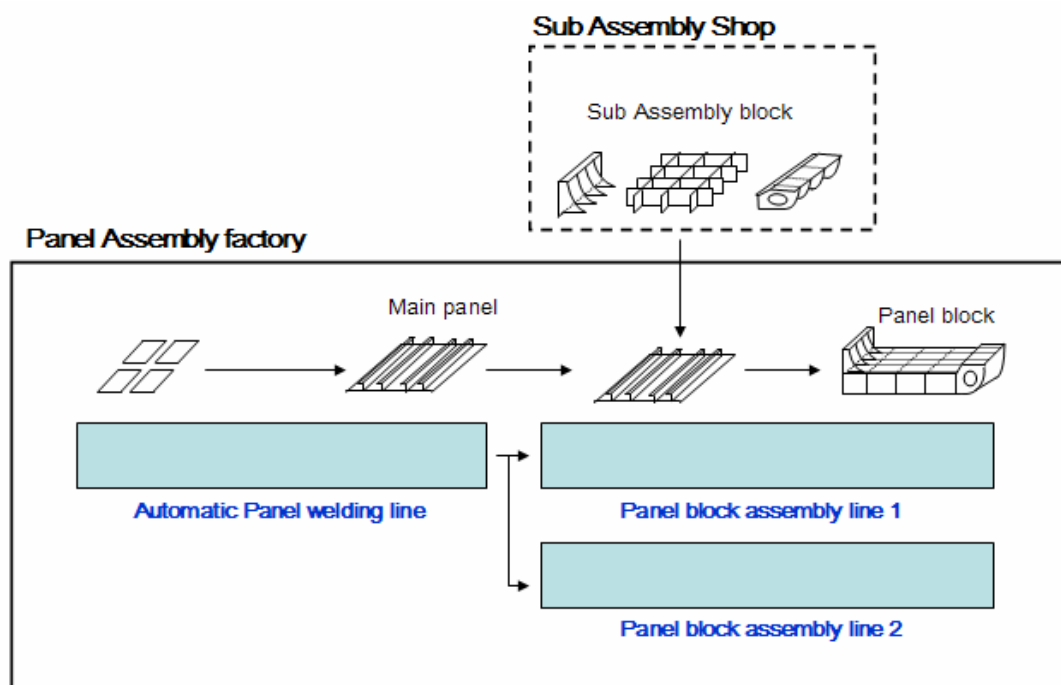 Sub Assembly Shop
Sub Assembly block
Panel Assembly factory
Main panel
Panel block
Automatic Panel welding line
Panel block assembly line 1
Panel block assembly line 2